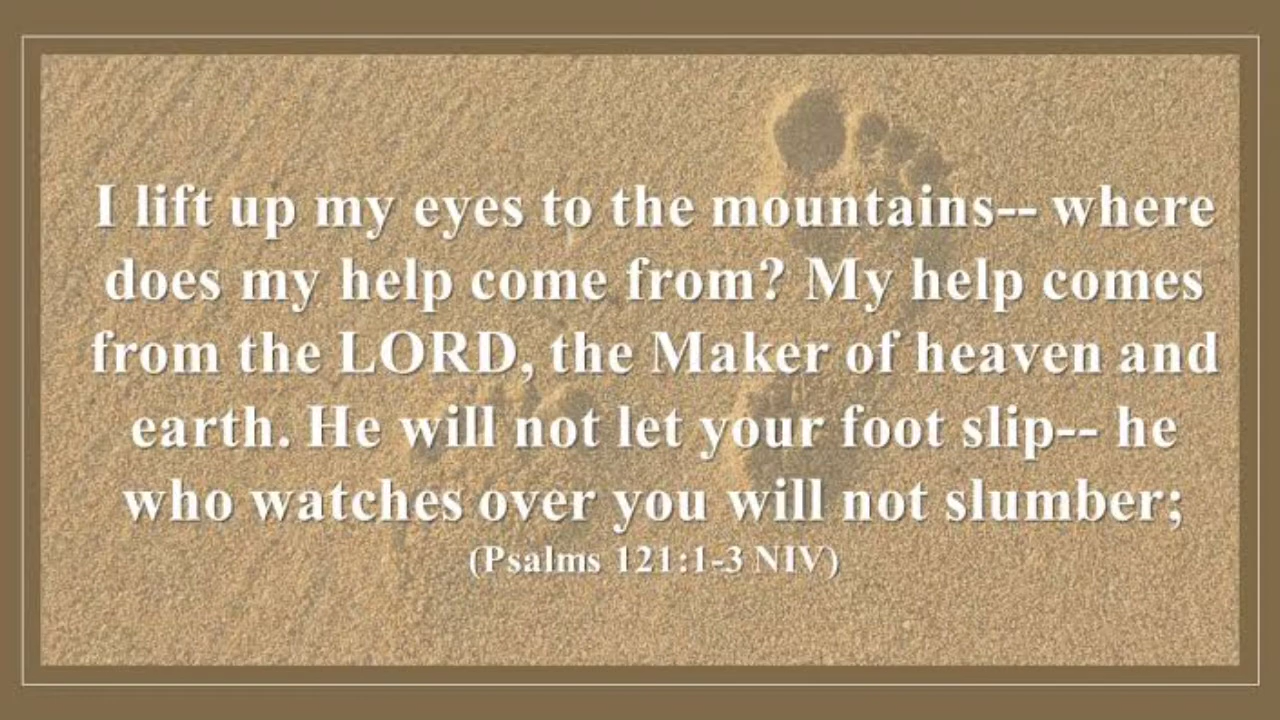 I lift up my eyes to the mountains-- where
does my help come from? My help comes
from the LORD, the Maker of heaven and
earth. He will not let your foot slip-- he
who watches over you will not slumber;
(Psalms 121:1-3 NIV)